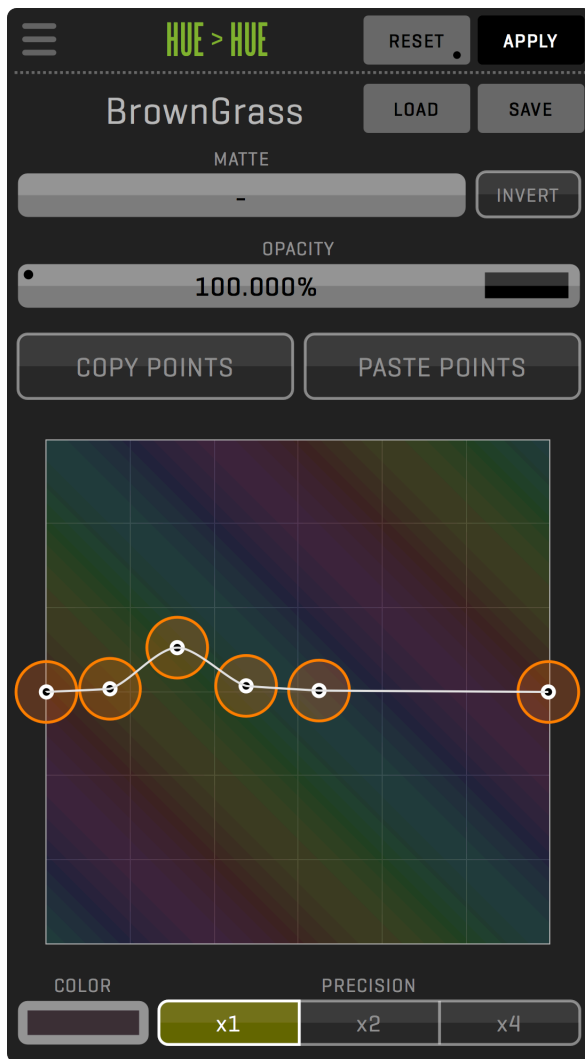 HUE > HUE
RESET
APPLY
BrownGrass
LOAD
SAVE
MATTE
-
INVERT
OPACITY
100.000%
COPY POINTS
PASTE POINTS
COLOR
PRECISION
x1
x2
x4